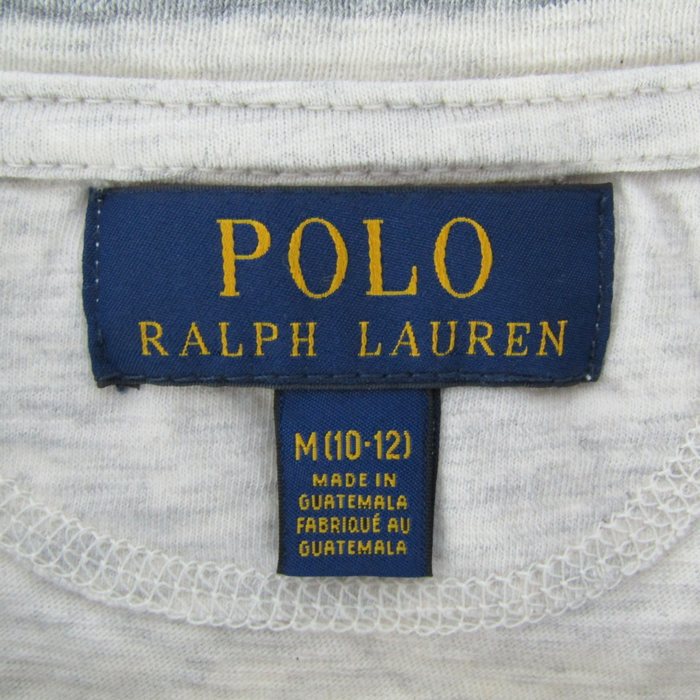 POLO
RALPH LAUREN
M(10-12)
MADE IN
GUATEMALA
FABRIQUÉ AU
GUATEMALA